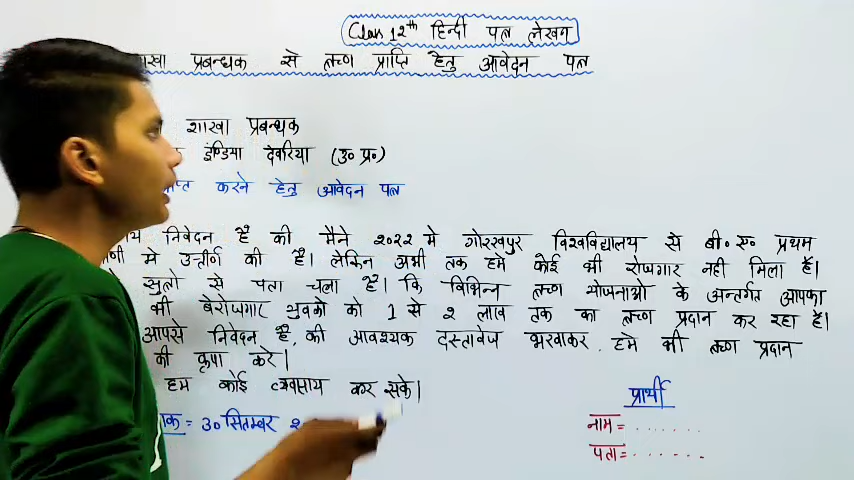 Class 12th हिन्दी पत्र लेखन
शाखा प्रबन्धक से ऋण प्राप्ति हेतु आवेदन पत्र
शाखा प्रबन्धक
इंण्डिया देवरिया (उ० प्र०)
करने हेतु आवेदन पत्र
निवेदन है की मैने २०२२ मे गोरखपुर विश्वविद्यालय से बी० ए० प्रथम
मे उत्तीर्ण की है। लेकिन अभी तक हमे कोई भी रोजगार नही मिला है।
सुत्रो से पता चला है। कि विभिन्न ऋण योजनाओ के अन्तर्गत आपका
भी बेरोजगार युवको को 1 से २ लाख तक का ऋण प्रदान कर रहा है।
आपसे निवेदन है, की आवश्यक दस्तावेज भरवाकर, हमे भी ऋण प्रदान
की कृपा करे।
हम कोई व्यवसाय कर सके।
= ३० सितम्बर
प्रार्थी
नाम= .......
पता= .......